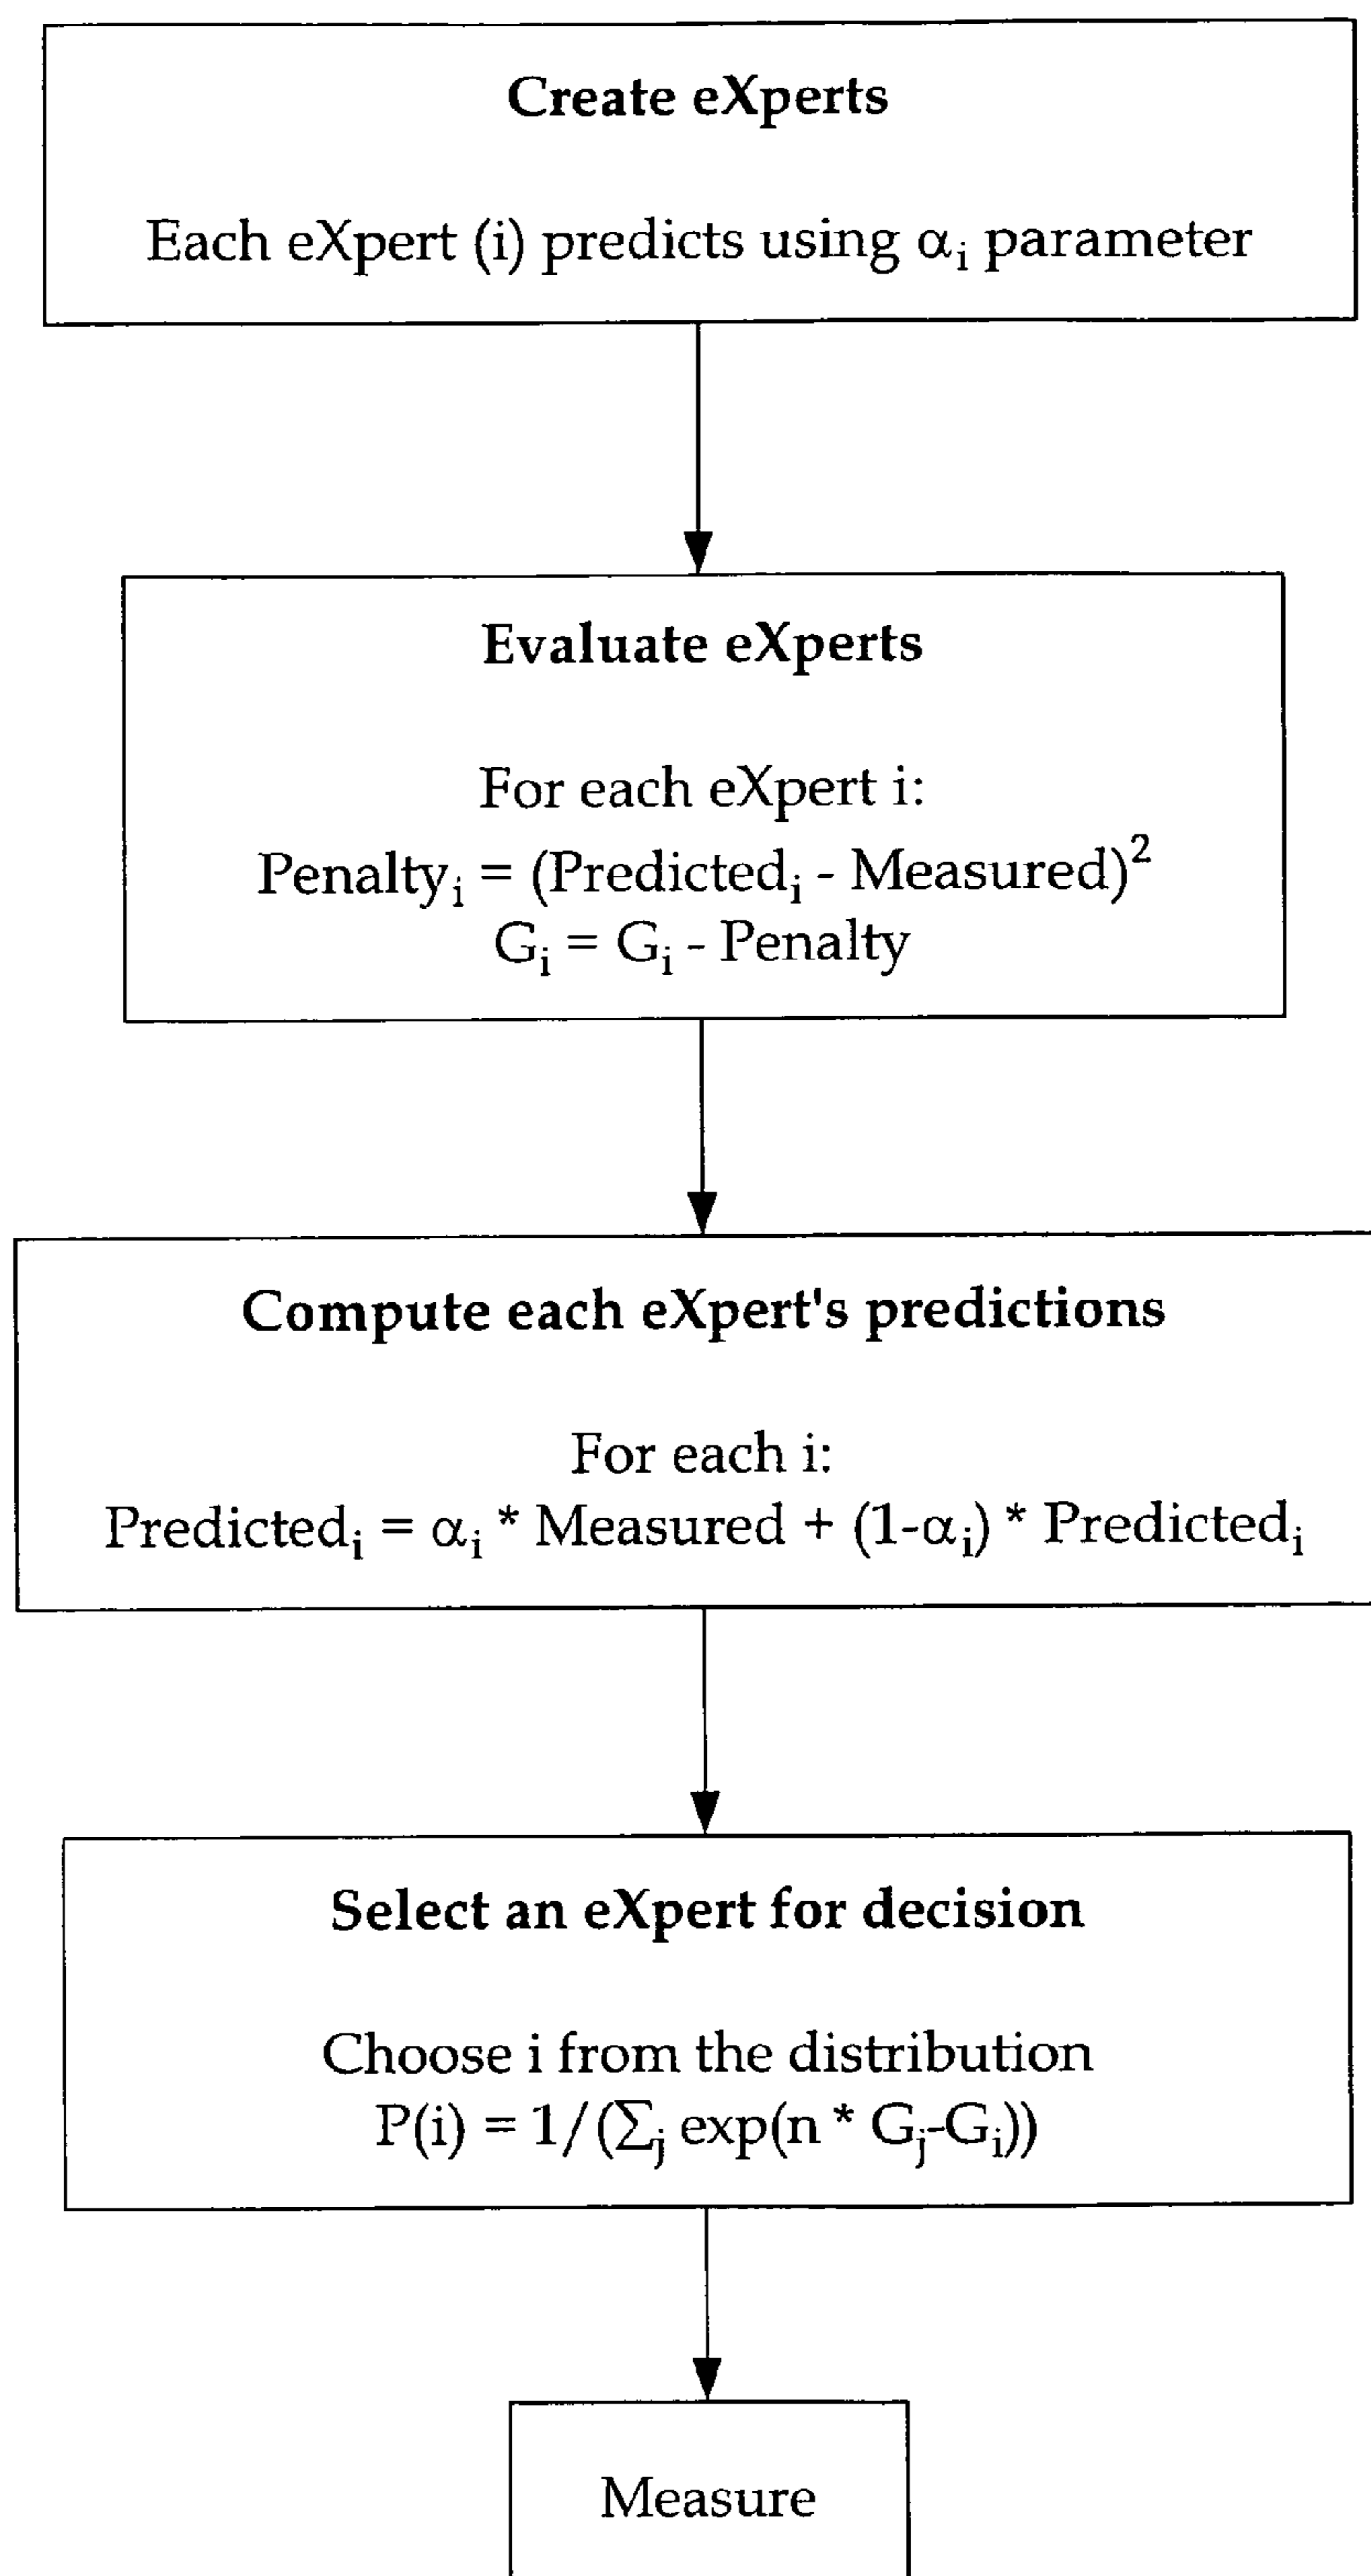 Create eXperts
Each eXpert (i) predicts using αᵢ parameter
Evaluate eXperts
For each eXpert i:
Penaltyᵢ = (Predictedᵢ - Measured)²
Gᵢ = Gᵢ - Penalty
Compute each eXpert's predictions
For each i:
Predictedᵢ = αᵢ * Measured + (1-αᵢ) * Predictedᵢ
Select an eXpert for decision
Choose i from the distribution
P(i) = 1/(∑ⱼ exp(n * Gⱼ-Gᵢ))
Measure